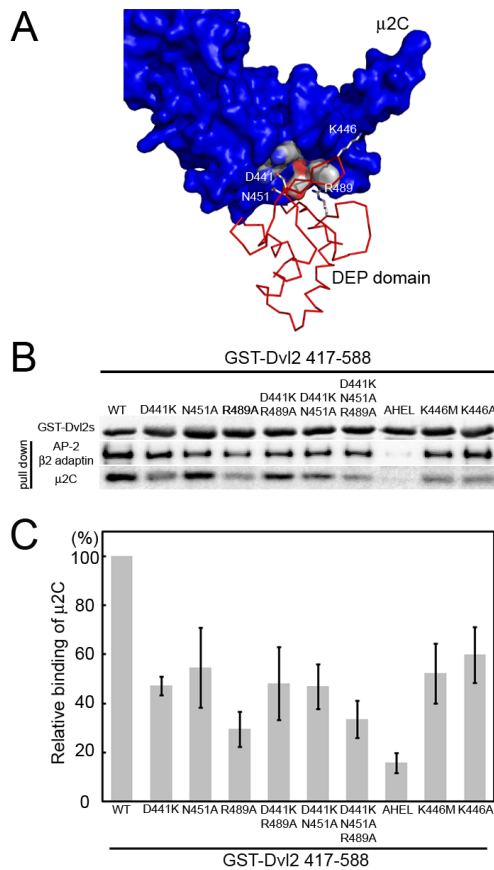 A
μ2C
K446
D441
R489
N451
DEP domain
B
GST-Dvl2 417-588
WT D441K N451A R489A D441K R489A D441K N451A D441K N451A R489A AHEL K446M K446A
GST-Dvl2s
pull down
AP-2
β2 adaptin
μ2C
C
(%)
Relative binding of μ2C
100
80
60
40
20
0
WT D441K N451A R489A D441K R489A D441K N451A D441K N451A R489A AHEL K446M K446A
GST-Dvl2 417-588